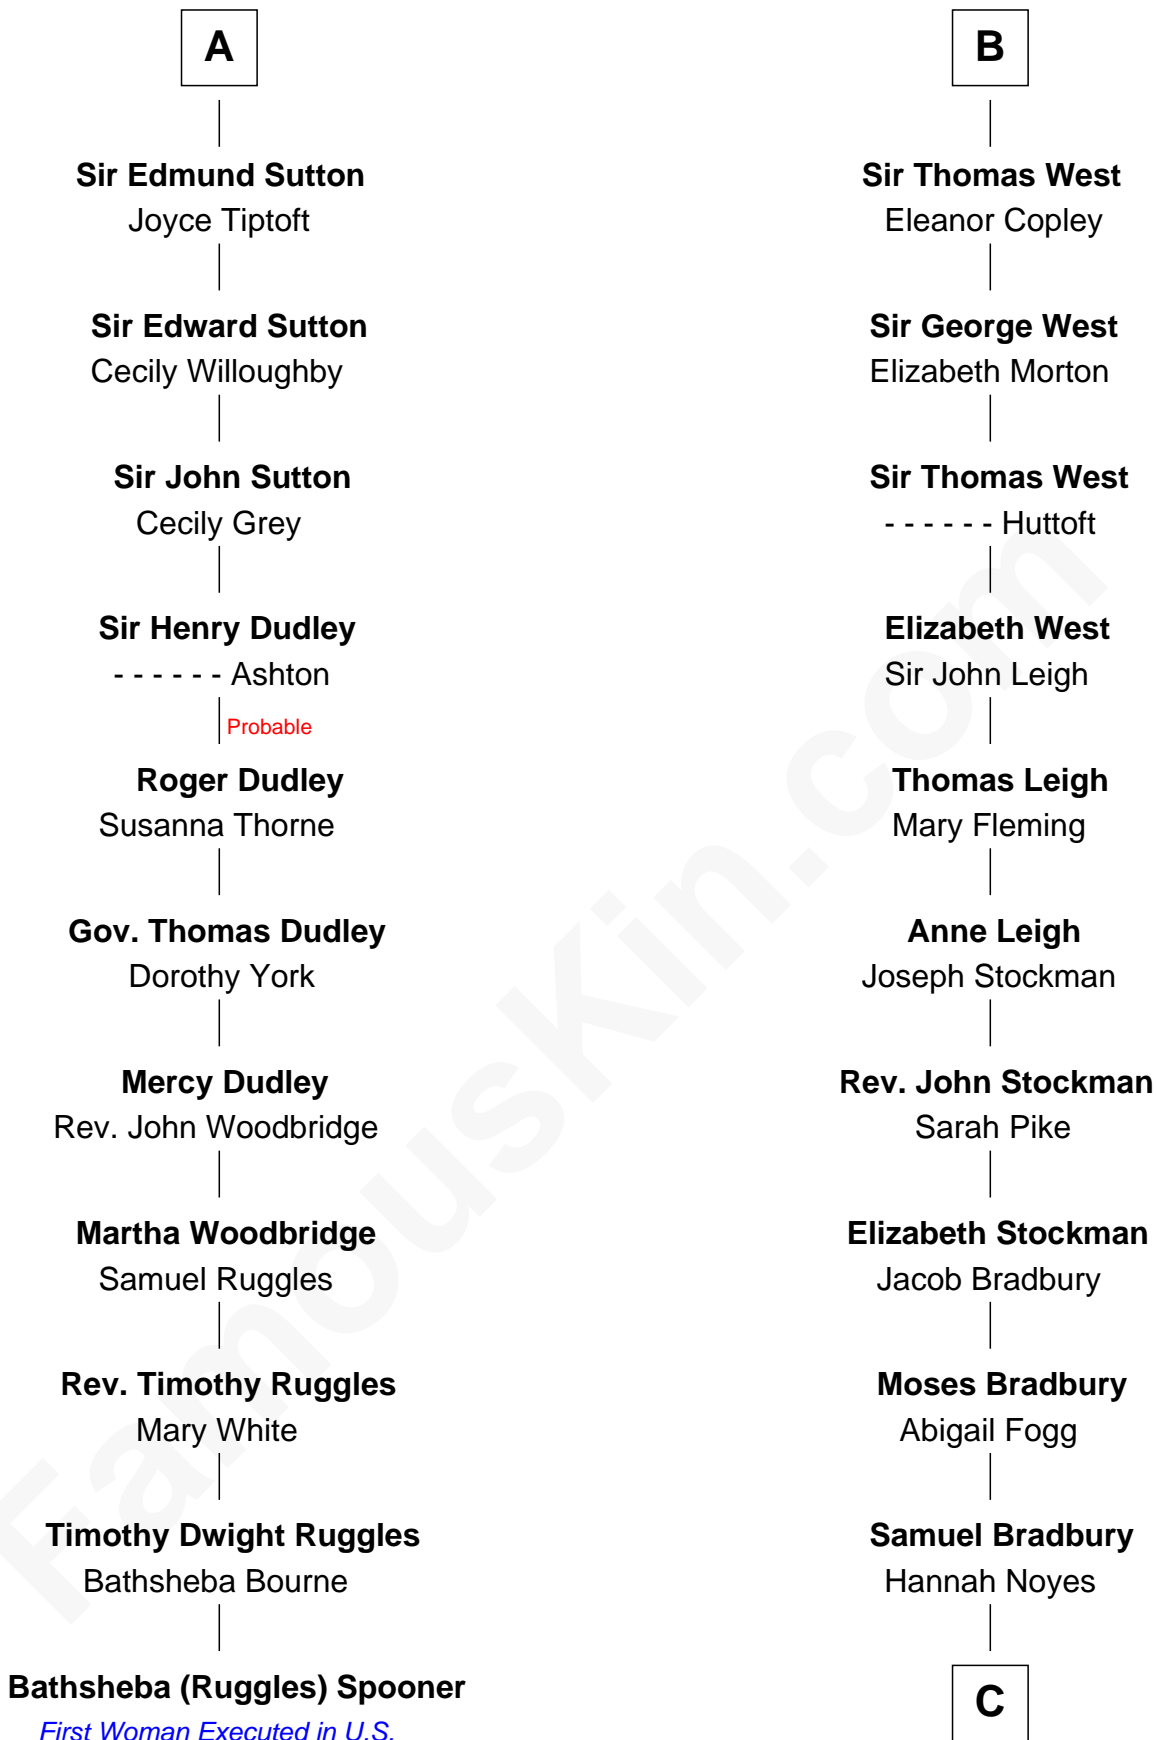 A
Sir Edmund Sutton
Joyce Tiptoft
Sir Edward Sutton
Cecily Willoughby
Sir John Sutton
Cecily Grey
Sir Henry Dudley
- - - - - - Ashton
Probable
Roger Dudley
Susanna Thorne
Gov. Thomas Dudley
Dorothy York
Mercy Dudley
Rev. John Woodbridge
Martha Woodbridge
Samuel Ruggles
Rev. Timothy Ruggles
Mary White
Timothy Dwight Ruggles
Bathsheba Bourne
Bathsheba (Ruggles) Spooner
First Woman Executed in U.S.
B
Sir Thomas West
Eleanor Copley
Sir George West
Elizabeth Morton
Sir Thomas West
- - - - - - Huttoft
Elizabeth West
Sir John Leigh
Thomas Leigh
Mary Fleming
Anne Leigh
Joseph Stockman
Rev. John Stockman
Sarah Pike
Elizabeth Stockman
Jacob Bradbury
Moses Bradbury
Abigail Fogg
Samuel Bradbury
Hannah Noyes
C
FamousKin.com